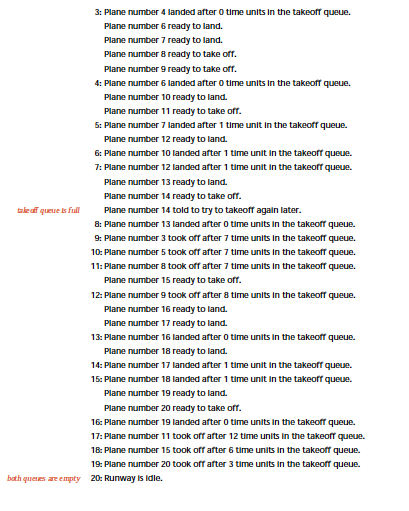 3: Plane number 4 landed after 0 time units in the takeoff queue.
Plane number 6 ready to land.
Plane number 7 ready to land.
Plane number 8 ready to take off.
Plane number 9 ready to take off.
4: Plane number 6 landed after 0 time units in the takeoff queue.
Plane number 10 ready to land.
Plane number 11 ready to take off.
5: Plane number 7 landed after 1 time unit in the takeoff queue.
Plane number 12 ready to land.
6: Plane number 10 landed after 1 time unit in the takeoff queue.
7: Plane number 12 landed after 1 time unit in the takeoff queue.
Plane number 13 ready to land.
Plane number 14 ready to take off.
takeoff queue is full Plane number 14 told to try to takeoff again later.
8: Plane number 13 landed after 0 time units in the takeoff queue.
9: Plane number 3 took off after 7 time units in the takeoff queue.
10: Plane number 5 took off after 7 time units in the takeoff queue.
11: Plane number 8 took off after 7 time units in the takeoff queue.
Plane number 15 ready to take off.
12: Plane number 9 took off after 8 time units in the takeoff queue.
Plane number 16 ready to land.
Plane number 17 ready to land.
13: Plane number 16 landed after 0 time units in the takeoff queue.
Plane number 18 ready to land.
14: Plane number 17 landed after 1 time unit in the takeoff queue.
15: Plane number 18 landed after 1 time unit in the takeoff queue.
Plane number 19 ready to land.
Plane number 20 ready to take off.
16: Plane number 19 landed after 0 time units in the takeoff queue.
17: Plane number 11 took off after 12 time units in the takeoff queue.
18: Plane number 15 took off after 6 time units in the takeoff queue.
19: Plane number 20 took off after 3 time units in the takeoff queue.
both queues are empty 20: Runway is idle.